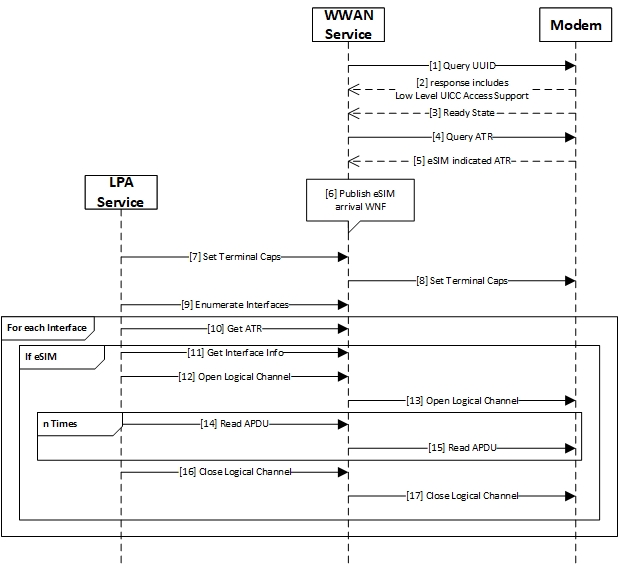 WWAN
Service
Modem
[1] Query UUID
[2] response includes
Low Level UICC Access Support
[3] Ready State
[4] Query ATR
[5] eSIM indicated ATR
LPA
Service
[6] Publish eSIM
arrival WNF
[7] Set Terminal Caps
[8] Set Terminal Caps
[9] Enumerate Interfaces
For each Interface
[10] Get ATR
If eSIM
[11] Get Interface Info
[12] Open Logical Channel
[13] Open Logical Channel
n Times
[14] Read APDU
[15] Read APDU
[16] Close Logical Channel
[17] Close Logical Channel